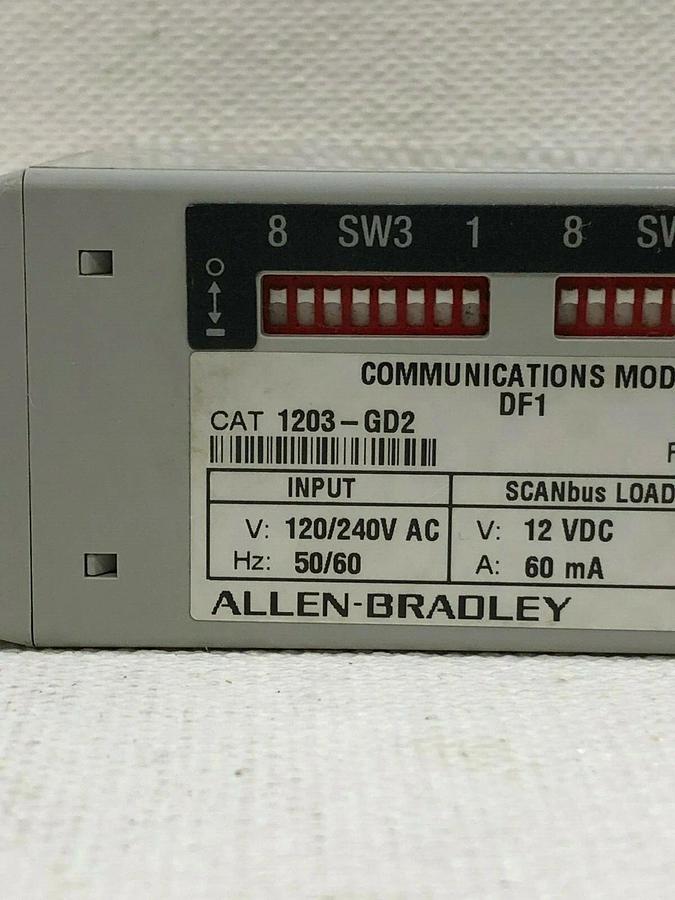 8 SW3 1 8
COMMUNICATIONS
DF1
CAT 1203-GD2
INPUT
SCANbus LOAD
V: 120/240V AC
V: 12 VDC
Hz: 50/60
A: 60 mA
ALLEN-BRADLEY